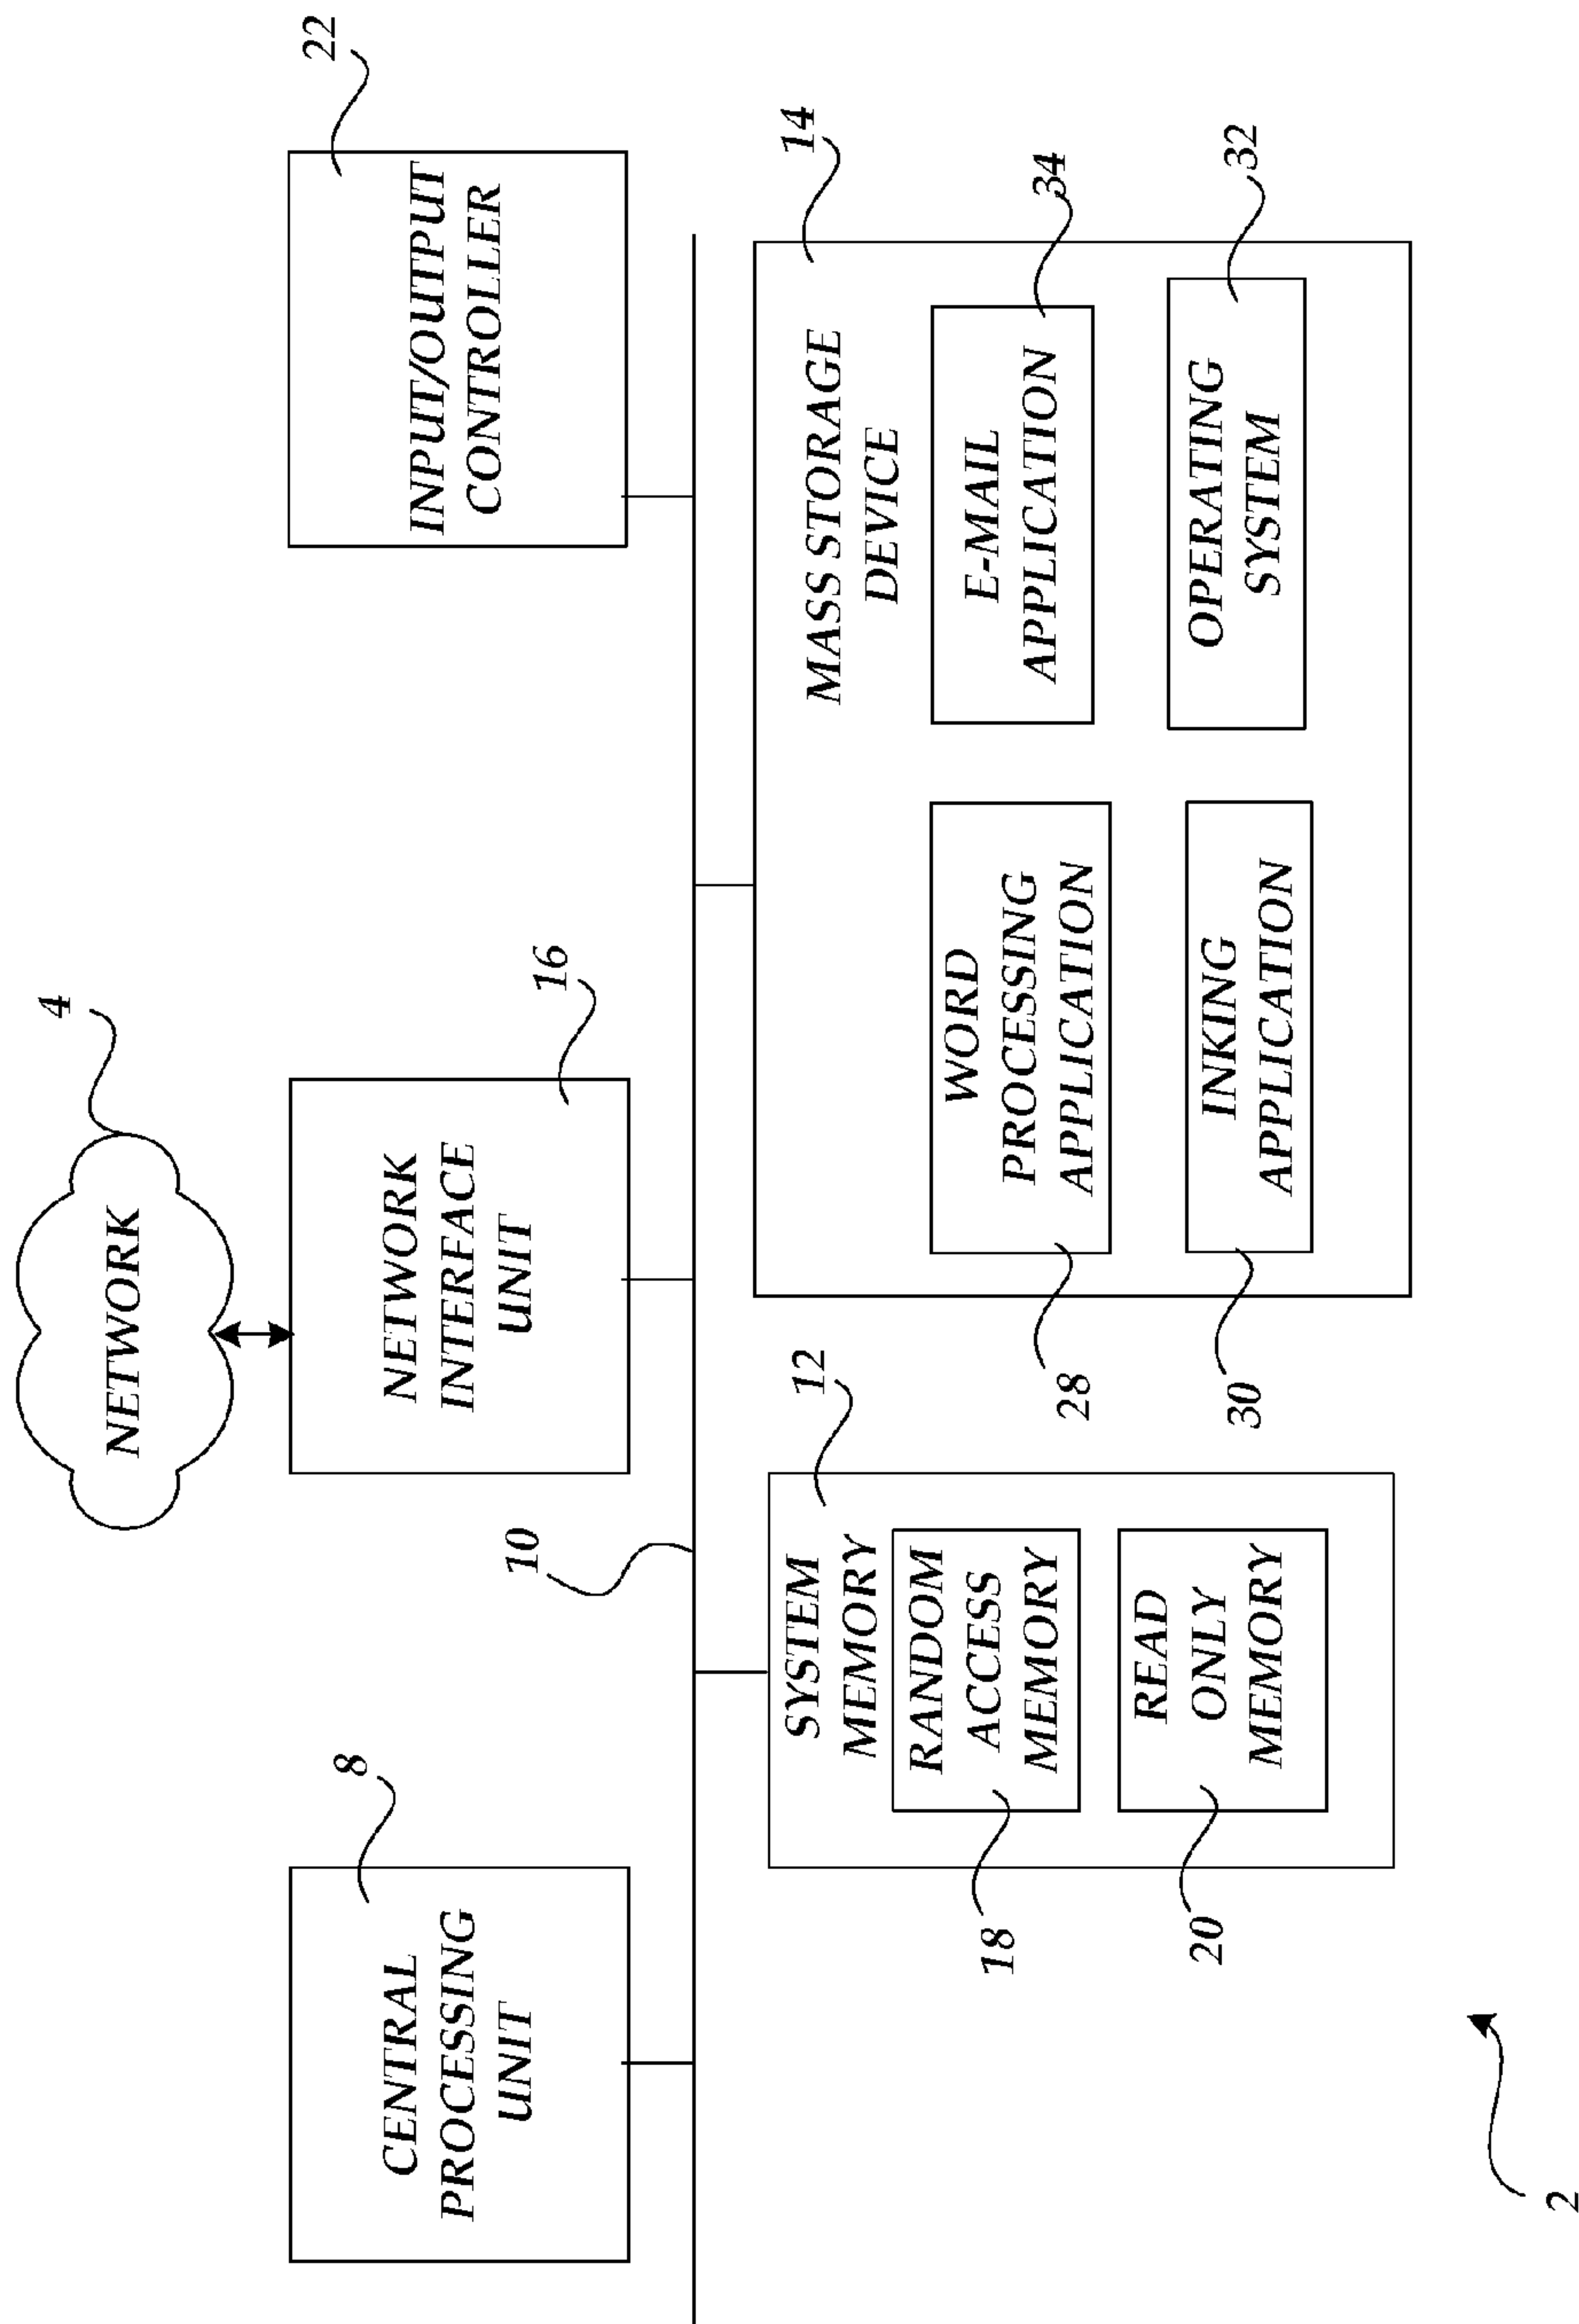 NETWORK
4
22
8
16
CENTRAL
PROCESSING
UNIT
NETWORK
INTERFACE
UNIT
INPUT/OUTPUT
CONTROLLER
10
12
14
SYSTEM
MEMORY
RANDOM
ACCESS
MEMORY
18
READ
ONLY
MEMORY
20
MASS STORAGE
DEVICE
WORD
PROCESSING
APPLICATION
28
E-MAIL
APPLICATION
34
INKING
APPLICATION
30
OPERATING
SYSTEM
32
2